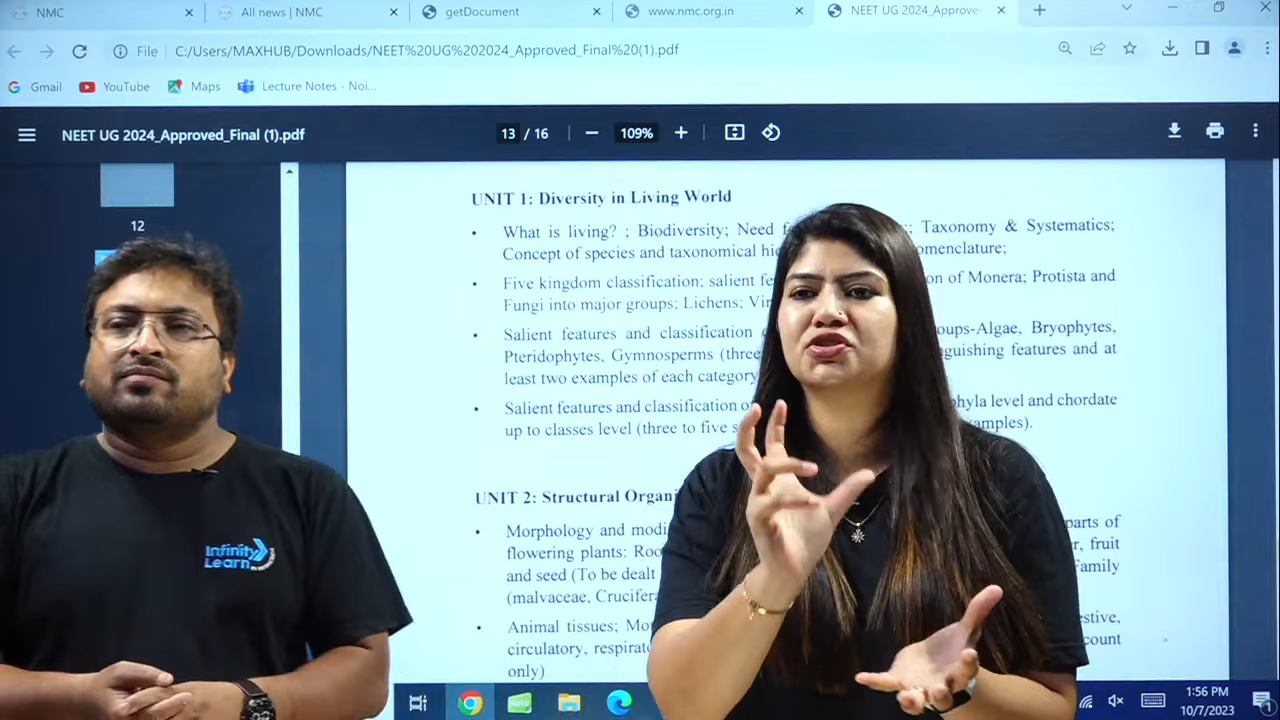 NMC
All news | NMC
getDocument
www.nmc.org.in
NEET UG 2024_Approve
File C:/Users/MAXHUB/Downloads/NEET%20UG%202024_Approved_Final%20(1).pdf
Gmail YouTube Maps Lecture Notes - Noi...
NEET UG 2024_Approved_Final (1).pdf
13 / 16
109%
12
UNIT 1: Diversity in Living World
What is living? ; Biodiversity; Need Taxonomy & Systematics;
Concept of species and taxonomical omenclature;
Five kingdom classification; salient on of Monera; Protista and
Fungi into major groups: Lichens;
Salient features and classification oups-Algae, Bryophytes,
Pteridophytes, Gymnosperms (three nguishing features and at
least two examples of each category
Salient features and classification phyla level and chordate
up to classes level (three to five amples).
UNIT 2: Structural Organi
Morphology and modi parts of
flowering plants: fruit
and seed (To be dealt Family
(malvaceae, Crucifera
Animal tissues; estive,
circulatory, respirat count
only)
Infinity
Learn
1:56 PM
10/7/2023